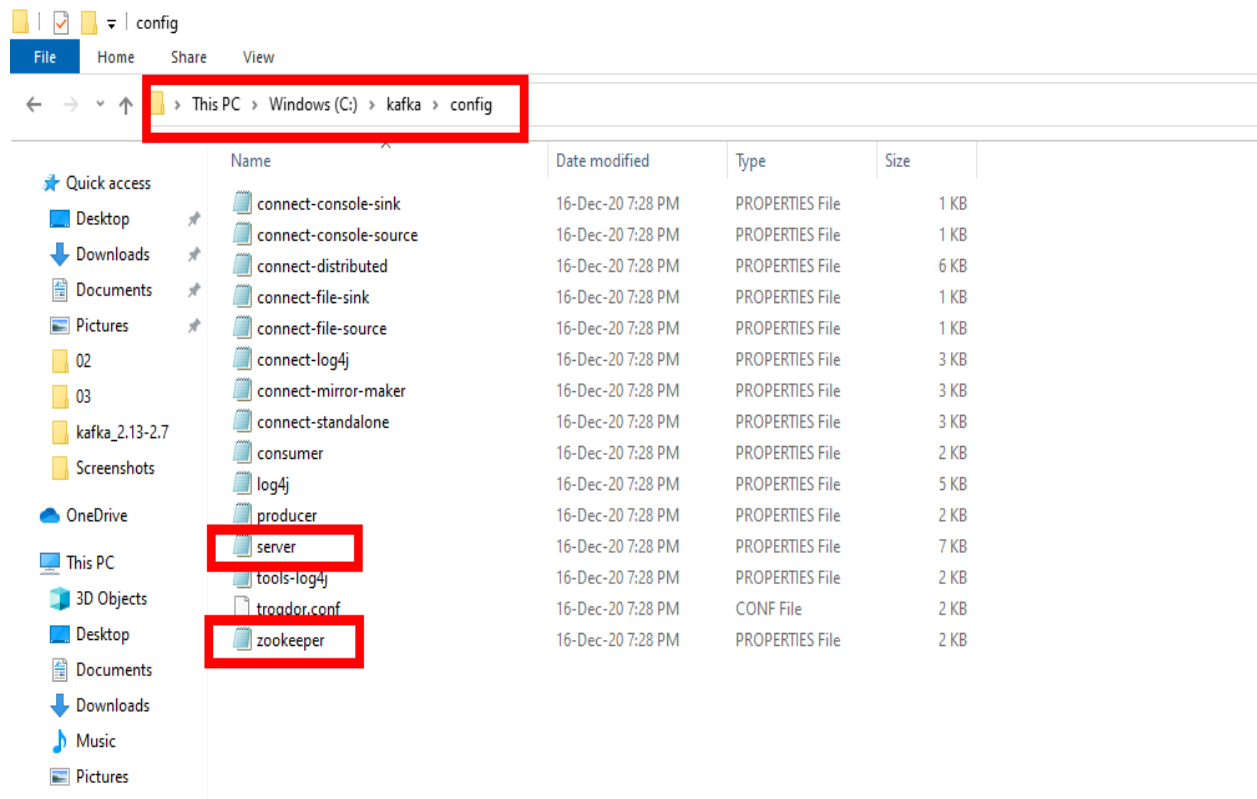 config
File Home Share View
This PC > Windows (C:) > kafka > config
Name Date modified Type Size
Quick access
Desktop
Downloads
Documents
Pictures
02
03
kafka_2.13-2.7
Screenshots
OneDrive
This PC
3D Objects
Desktop
Documents
Downloads
Music
Pictures
connect-console-sink 16-Dec-20 7:28 PM PROPERTIES File 1 KB
connect-console-source 16-Dec-20 7:28 PM PROPERTIES File 1 KB
connect-distributed 16-Dec-20 7:28 PM PROPERTIES File 6 KB
connect-file-sink 16-Dec-20 7:28 PM PROPERTIES File 1 KB
connect-file-source 16-Dec-20 7:28 PM PROPERTIES File 1 KB
connect-log4j 16-Dec-20 7:28 PM PROPERTIES File 3 KB
connect-mirror-maker 16-Dec-20 7:28 PM PROPERTIES File 3 KB
connect-standalone 16-Dec-20 7:28 PM PROPERTIES File 3 KB
consumer 16-Dec-20 7:28 PM PROPERTIES File 2 KB
log4j 16-Dec-20 7:28 PM PROPERTIES File 5 KB
producer 16-Dec-20 7:28 PM PROPERTIES File 2 KB
server 16-Dec-20 7:28 PM PROPERTIES File 7 KB
tools-log4j 16-Dec-20 7:28 PM PROPERTIES File 2 KB
trogdor.conf 16-Dec-20 7:28 PM CONF File 2 KB
zookeeper 16-Dec-20 7:28 PM PROPERTIES File 2 KB